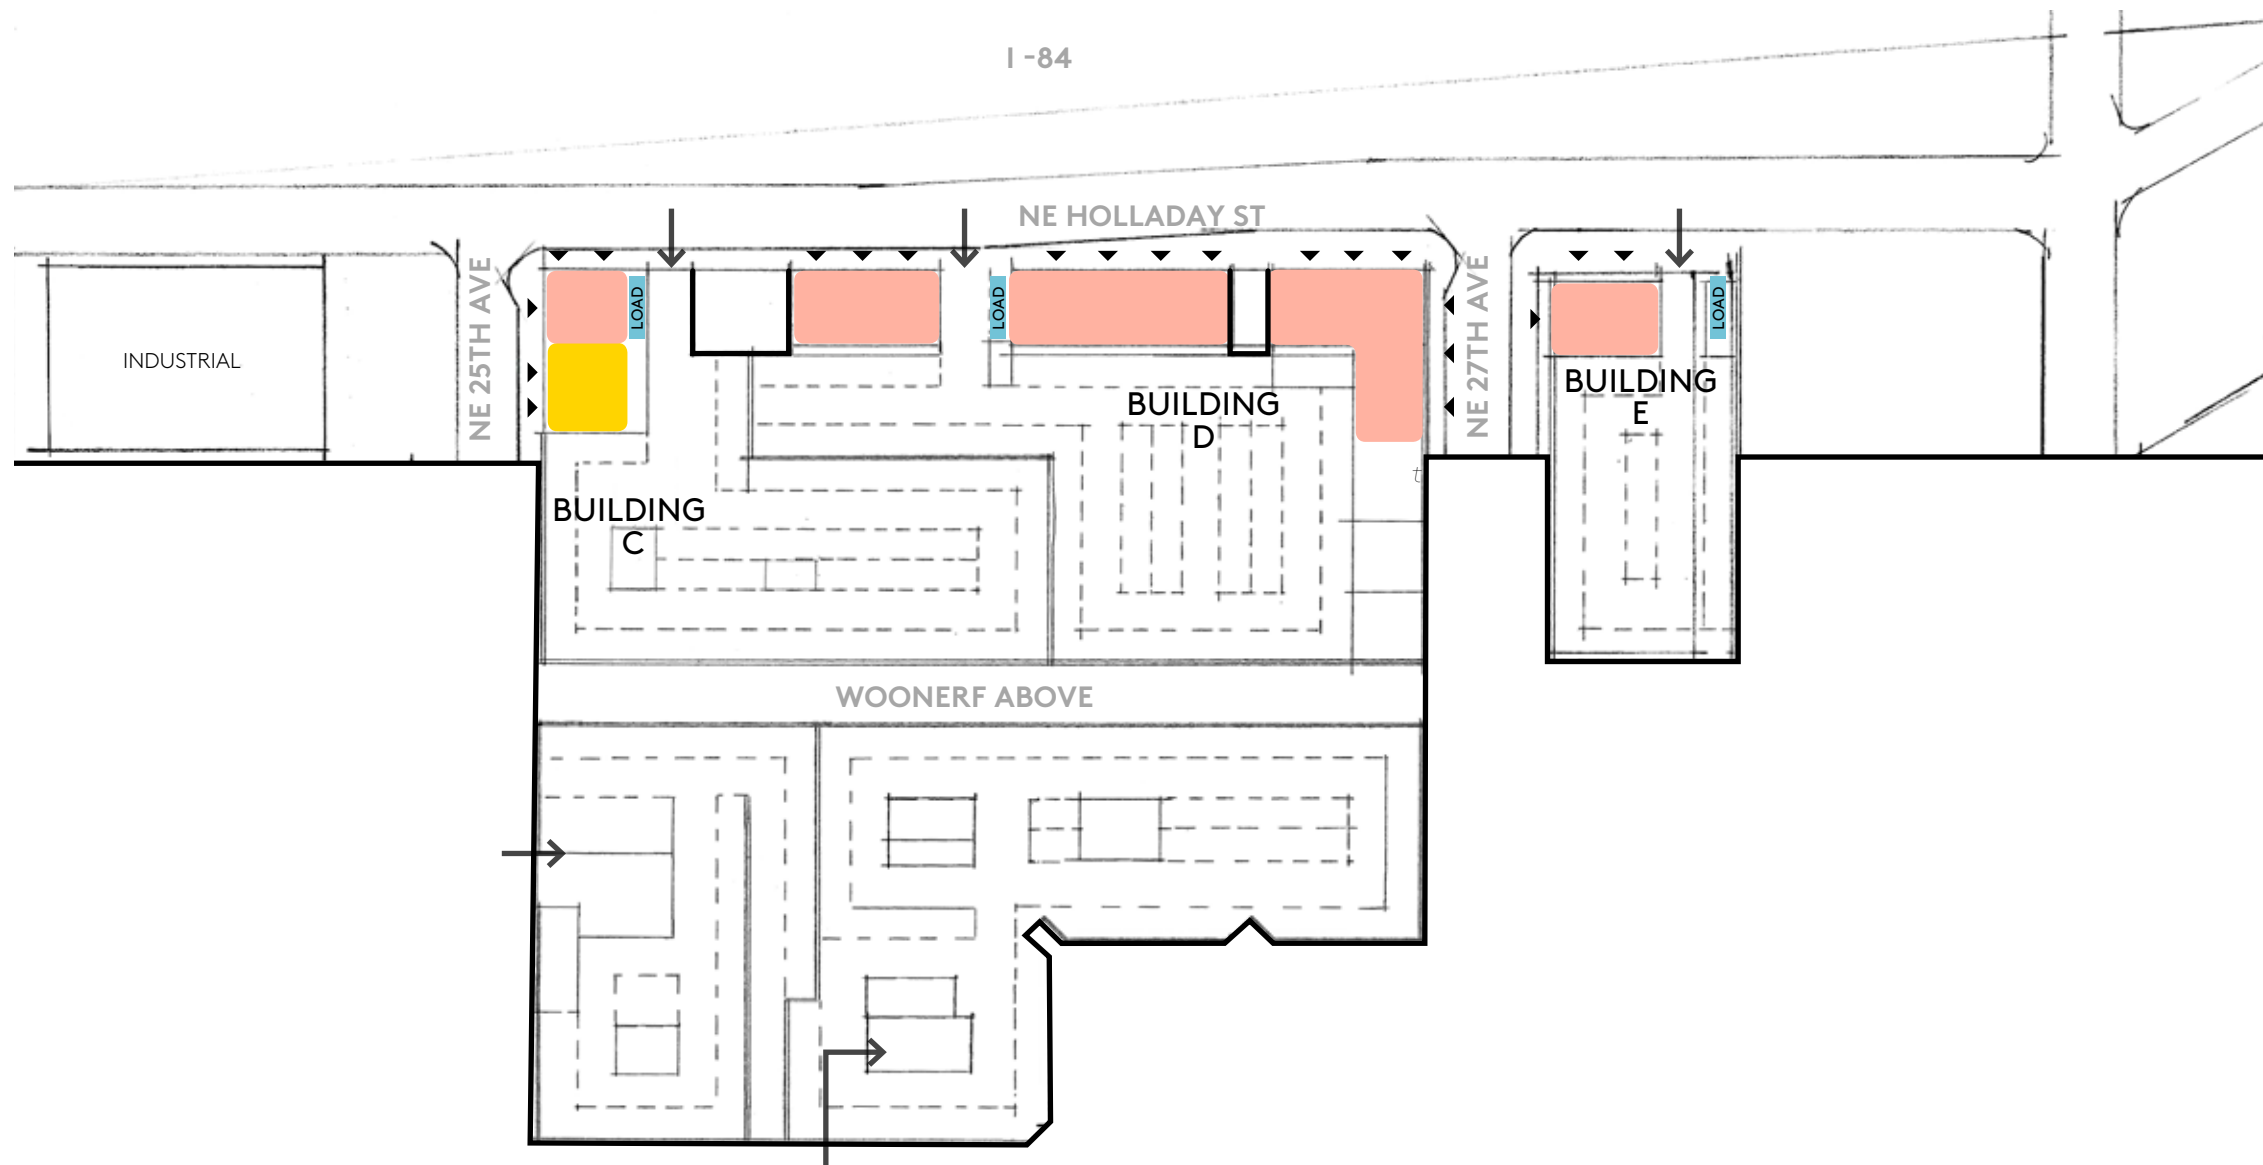 I -84
NE HOLLADAY ST
NE 25TH AVE
LOAD
LOAD
NE 27TH AVE
LOAD
INDUSTRIAL
BUILDING
E
BUILDING
D
BUILDING
C
WOONERF ABOVE